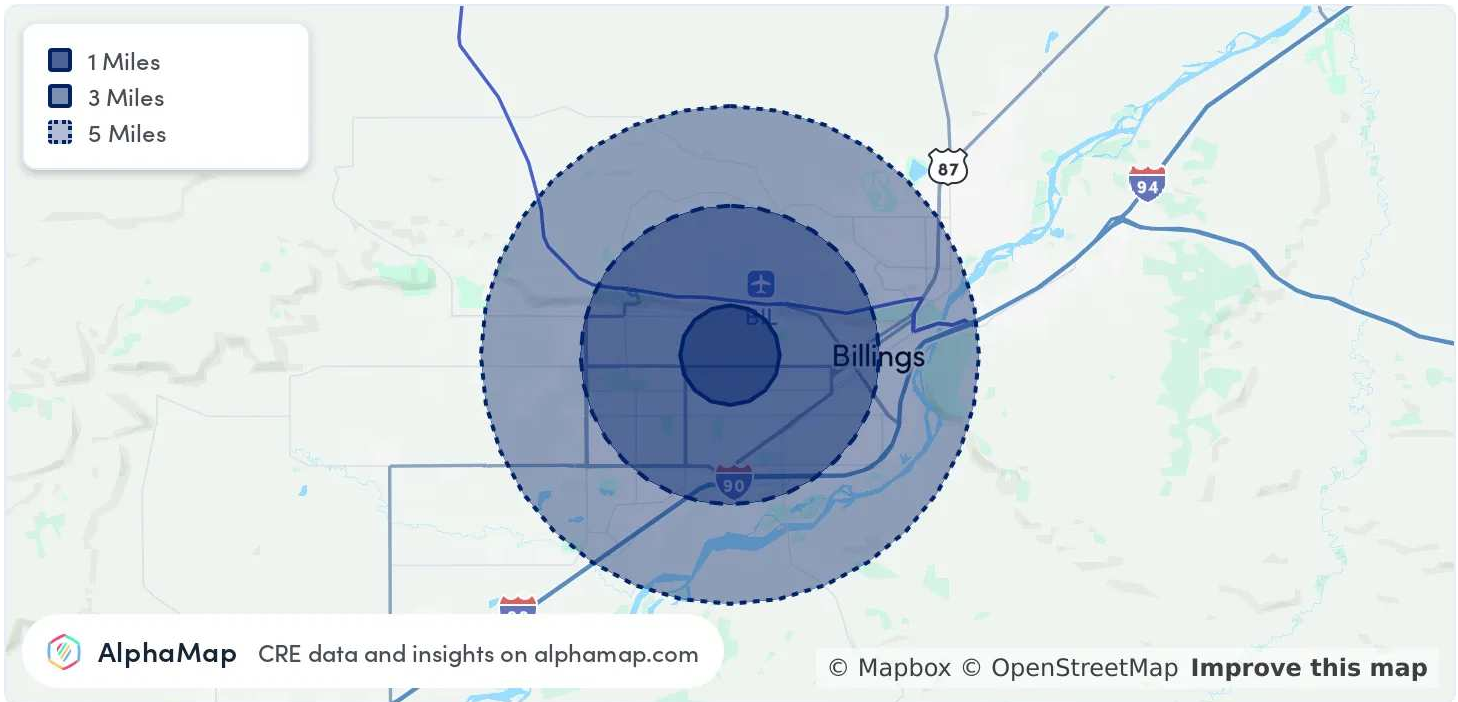 1 Miles
3 Miles
5 Miles
87
94
BIL
Billings
90
AlphaMap CRE data and insights on alphamap.com
© Mapbox © OpenStreetMap Improve this map